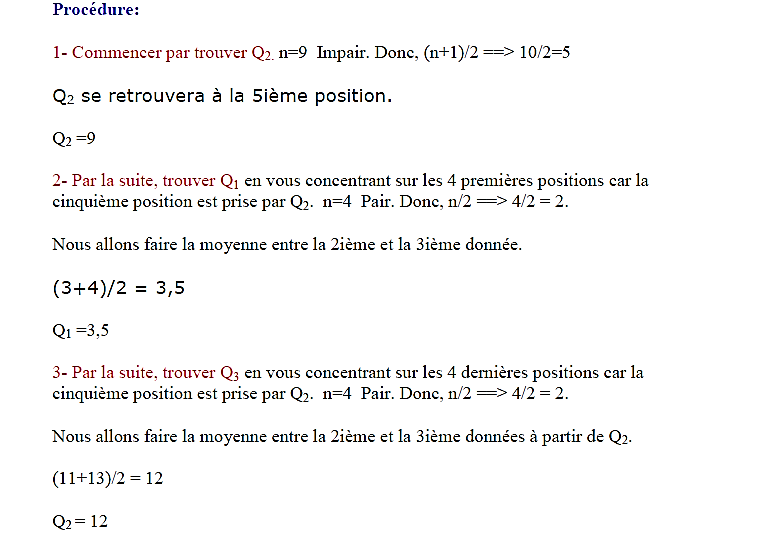 Procédure:
1- Commencer par trouver Q2. n=9 Impair. Donc, (n+1)/2 ==> 10/2=5
Q2 se retrouvera à la 5ième position.
Q2 =9
2- Par la suite, trouver Q1 en vous concentrant sur les 4 premières positions car la
cinquième position est prise par Q2. n=4 Pair. Donc, n/2 ==> 4/2 = 2.
Nous allons faire la moyenne entre la 2ième et la 3ième donnée.
(3+4)/2 = 3,5
Q1 =3,5
3- Par la suite, trouver Q3 en vous concentrant sur les 4 dernières positions car la
cinquième position est prise par Q2. n=4 Pair. Donc, n/2 ==> 4/2 = 2.
Nous allons faire la moyenne entre la 2ième et la 3ième données à partir de Q2.
(11+13)/2 = 12
Q2 = 12